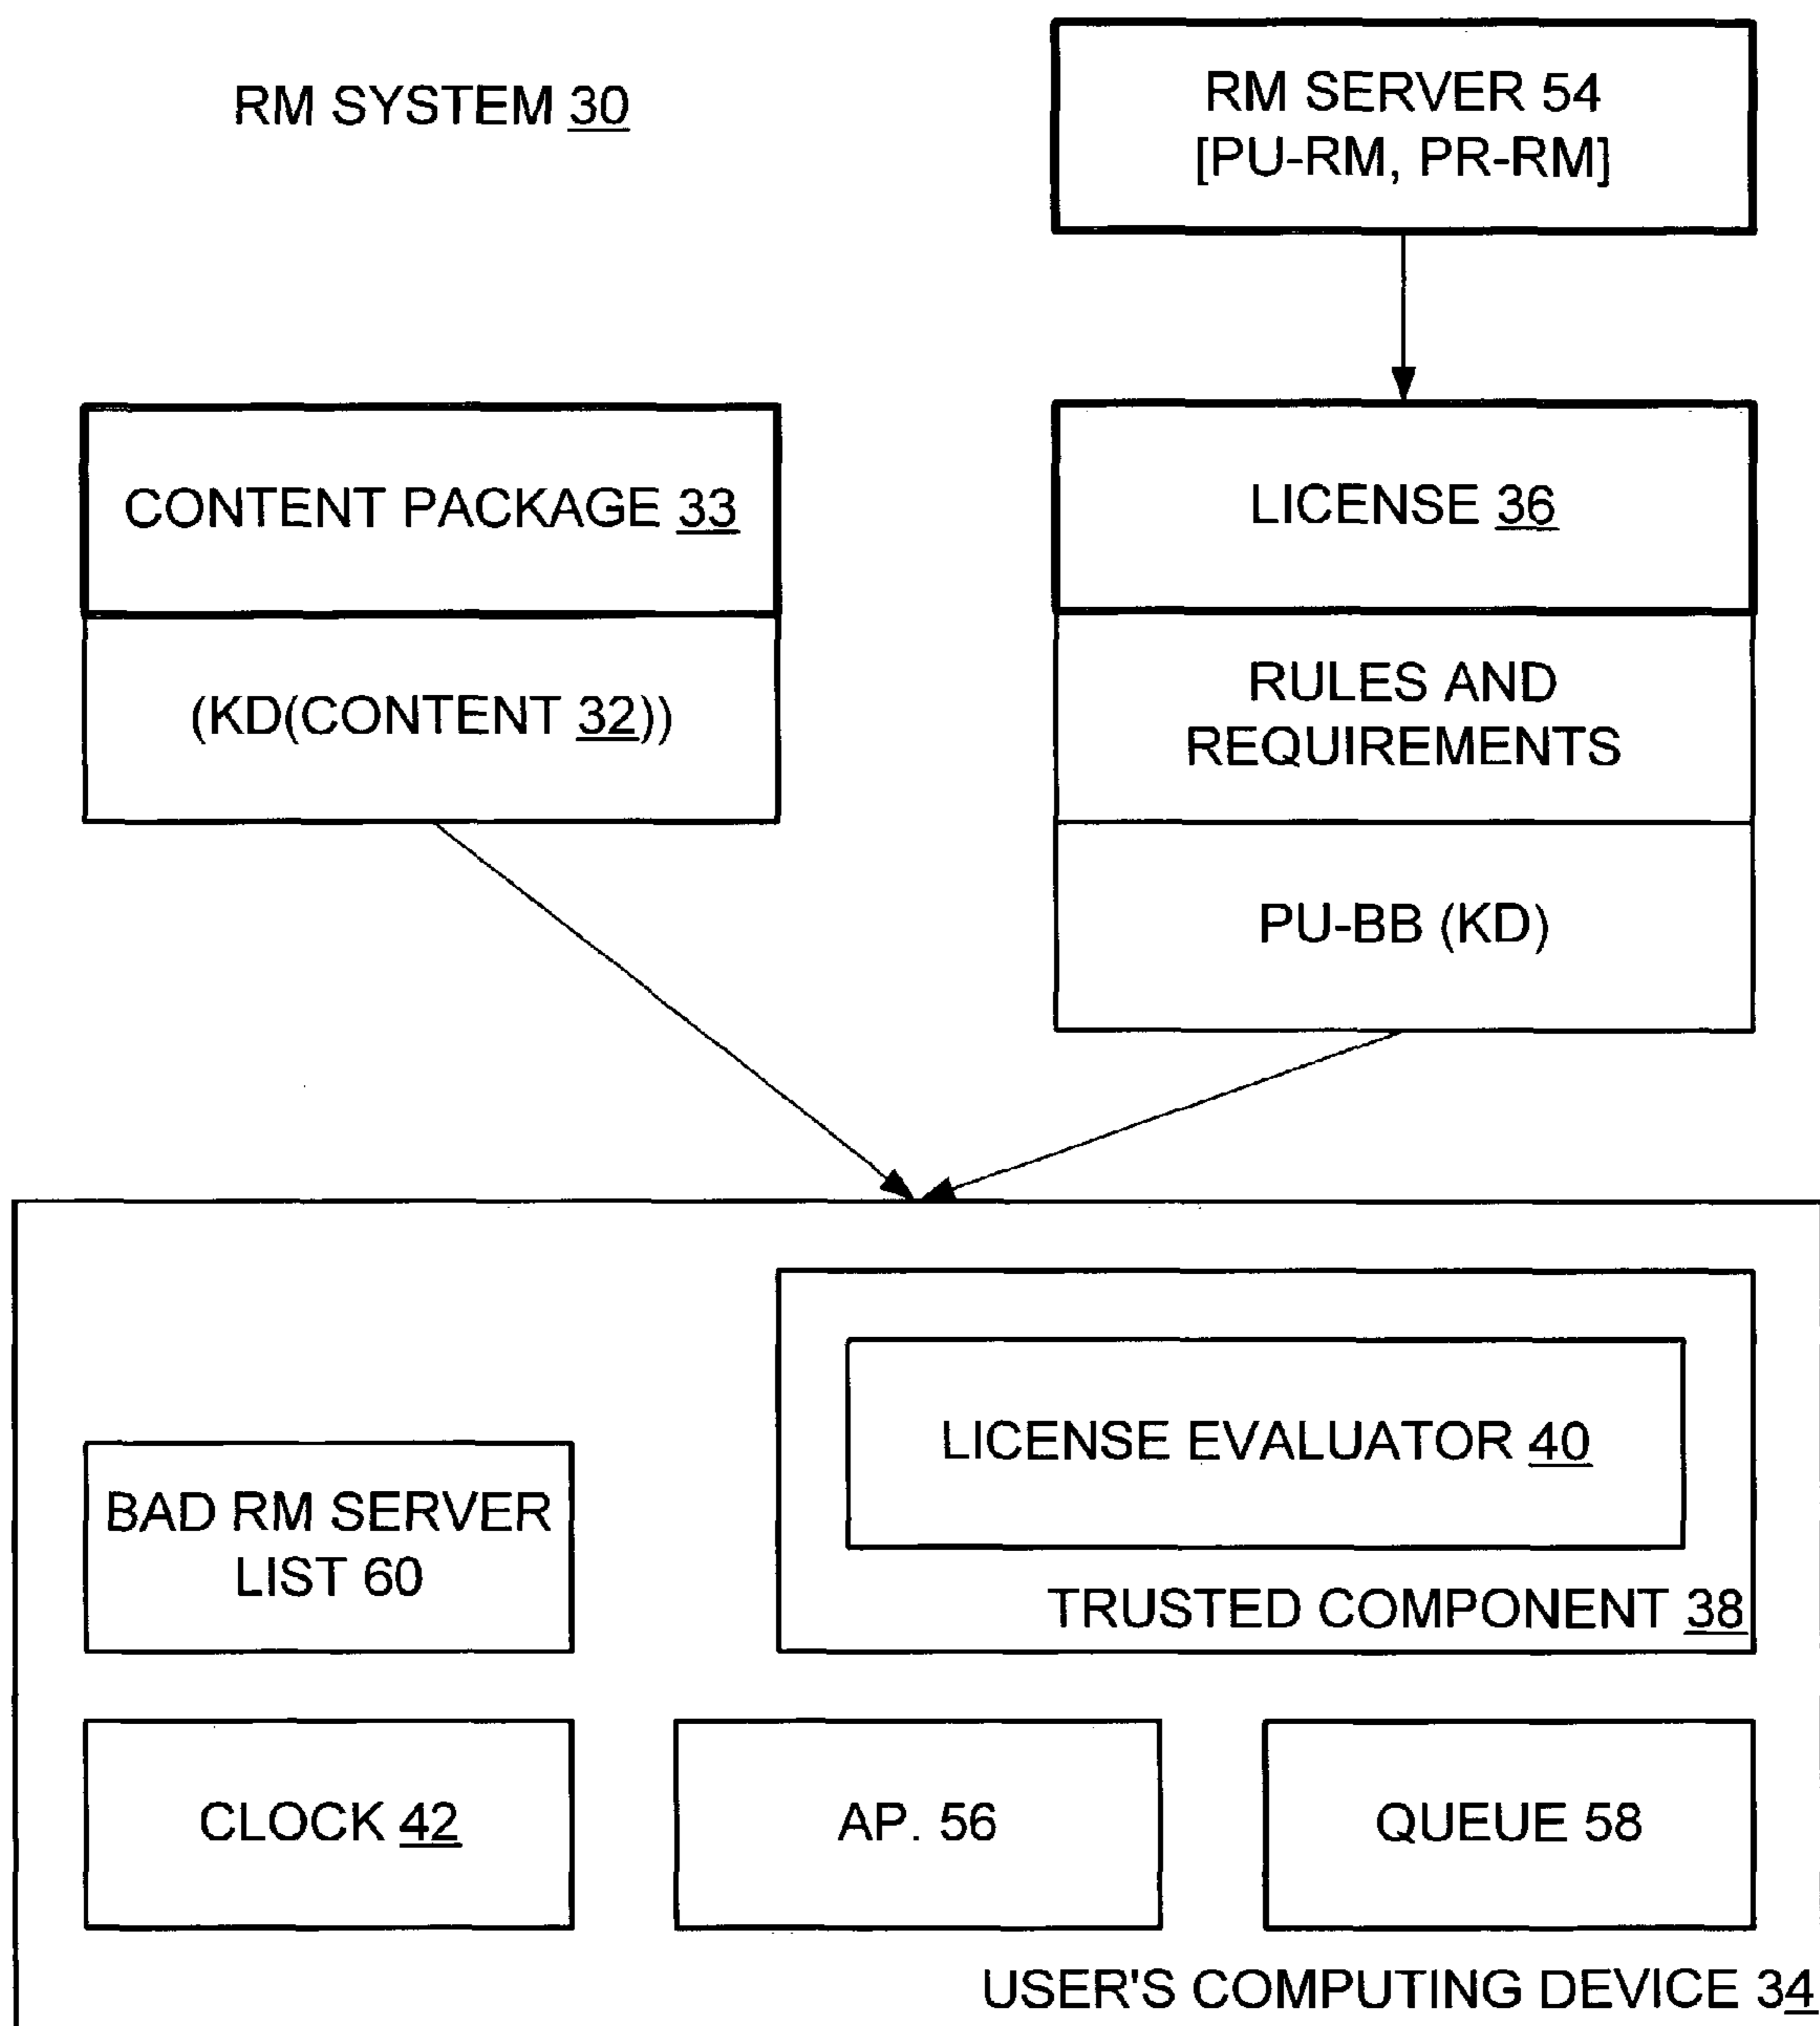 RM SYSTEM 30
RM SERVER 54
[PU-RM, PR-RM]
CONTENT PACKAGE 33
(KD(CONTENT 32))
LICENSE 36
RULES AND
REQUIREMENTS
PU-BB (KD)
LICENSE EVALUATOR 40
TRUSTED COMPONENT 38
BAD RM SERVER
LIST 60
CLOCK 42
AP. 56
QUEUE 58
USER'S COMPUTING DEVICE 34